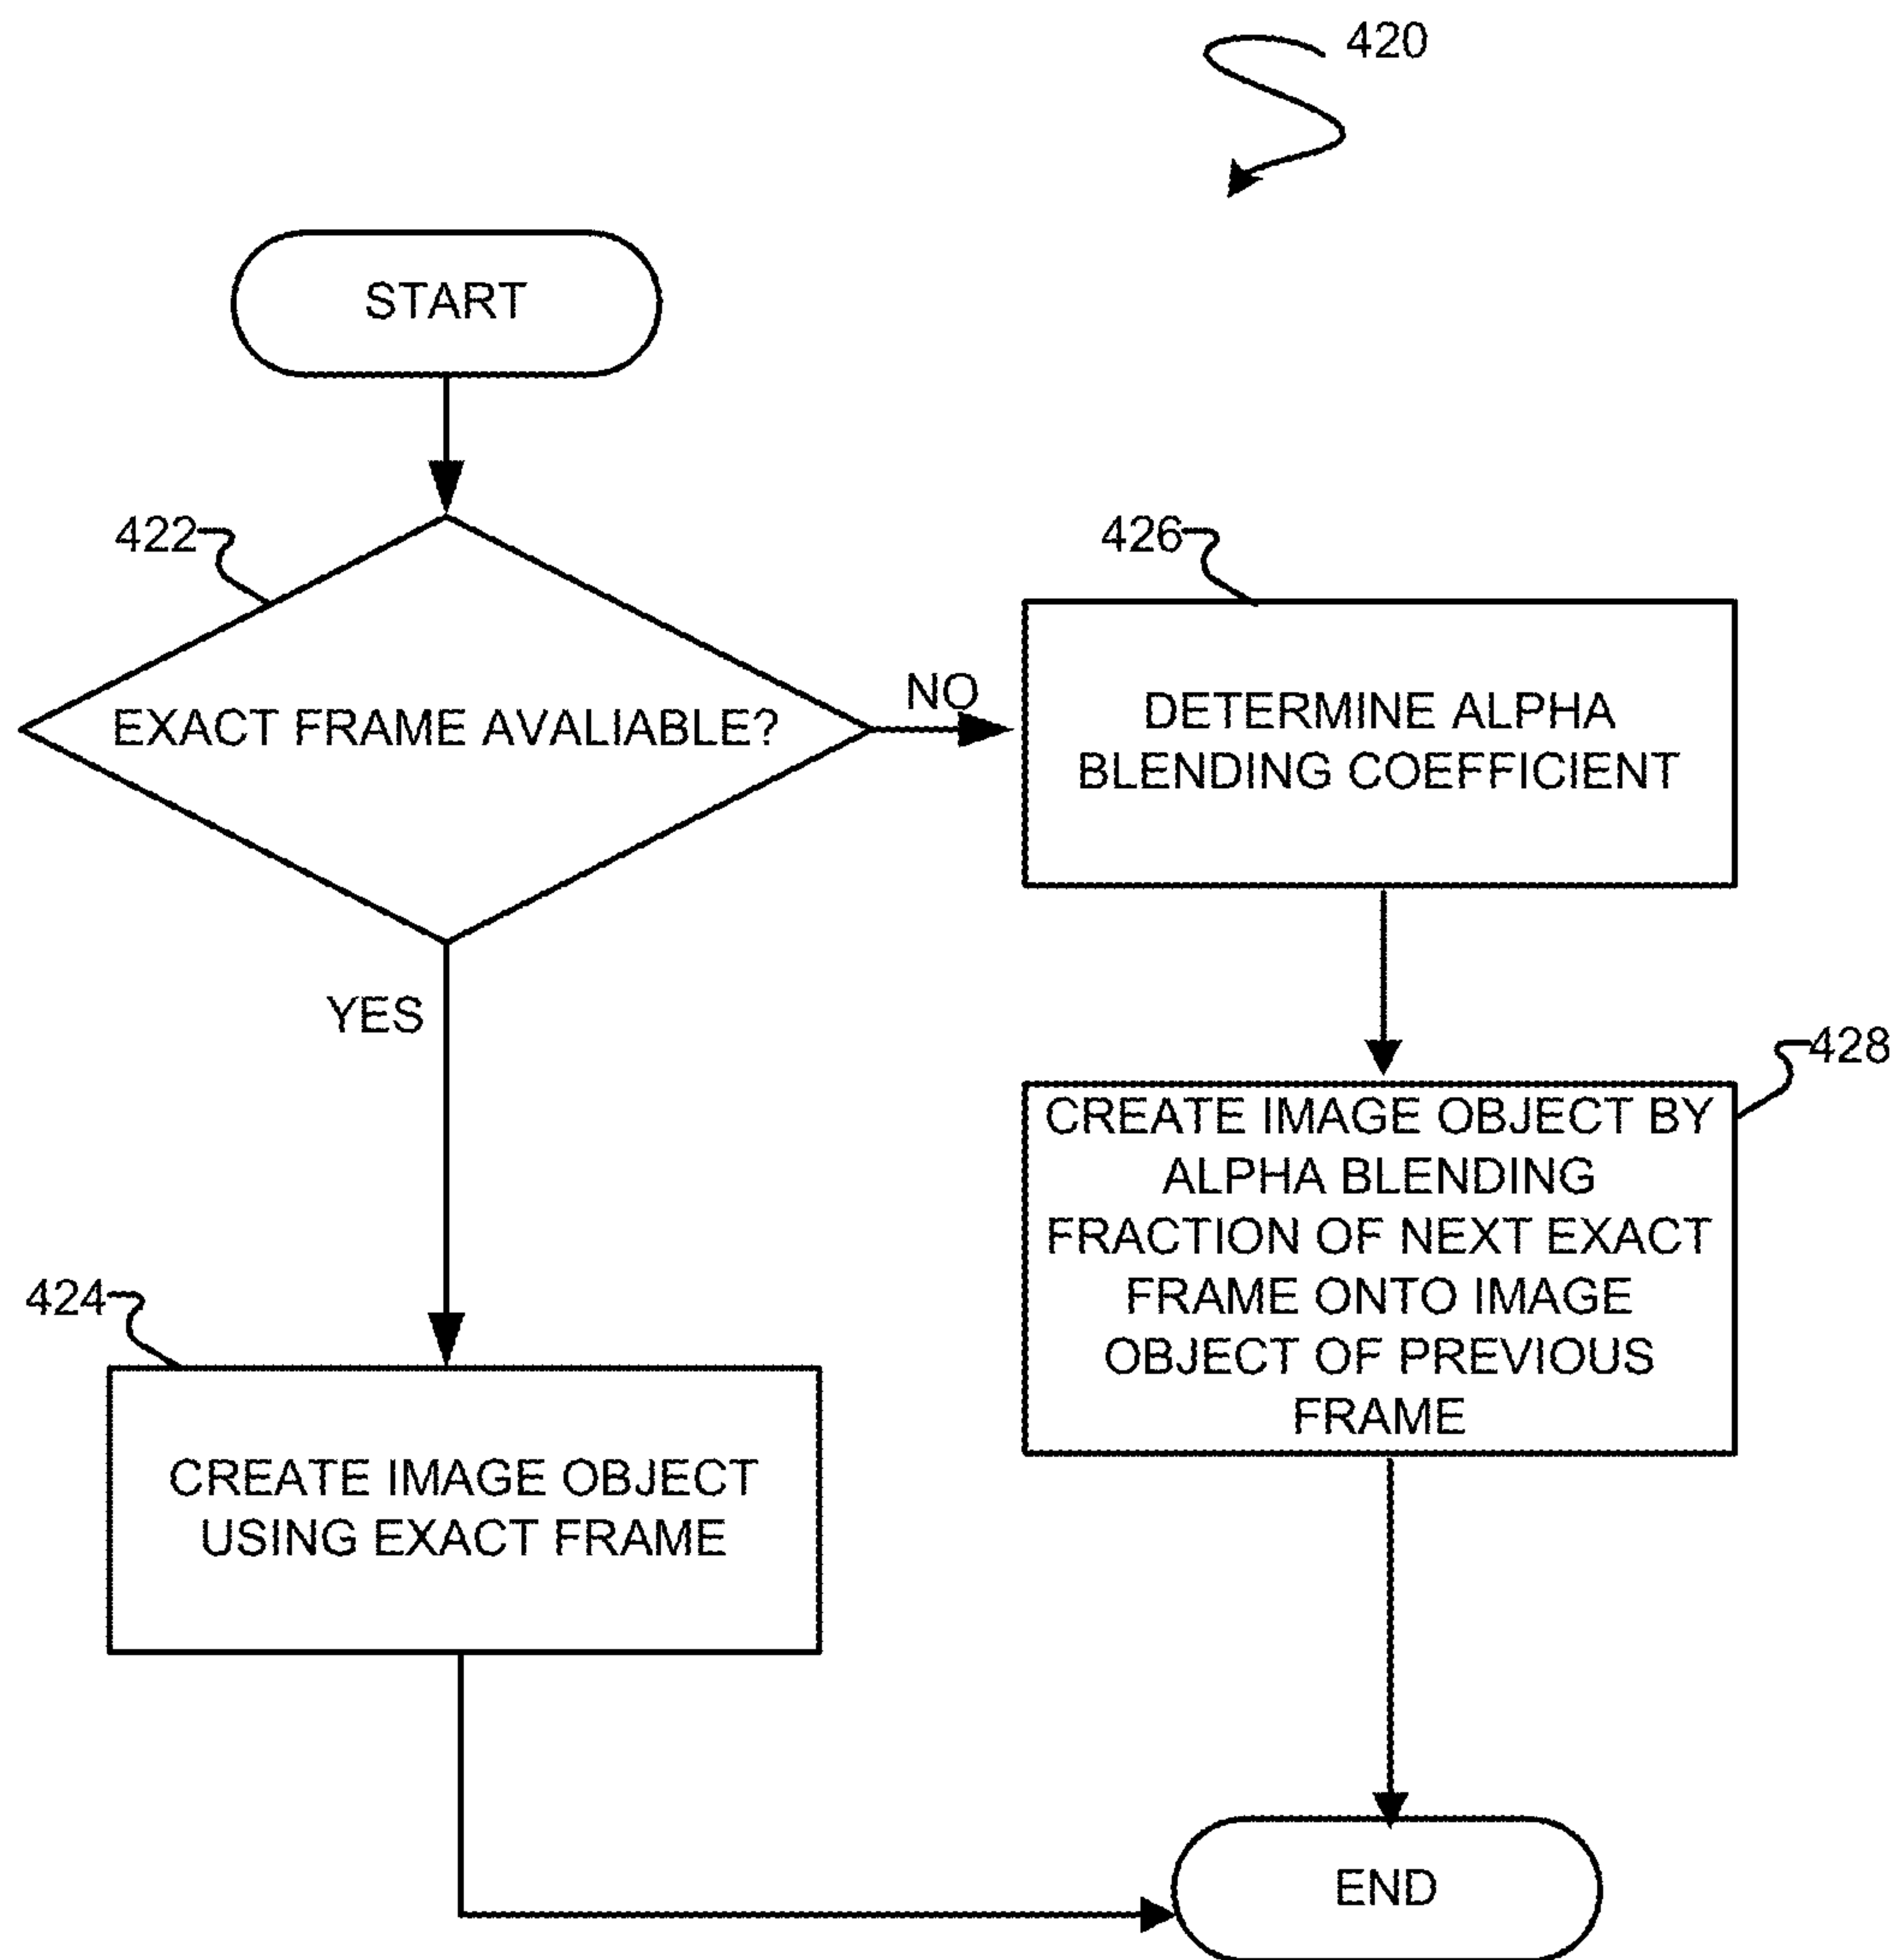 420
START
422
EXACT FRAME AVALIABLE?
NO
426
DETERMINE ALPHA
BLENDING COEFFICIENT
YES
428
CREATE IMAGE OBJECT BY
ALPHA BLENDING
FRACTION OF NEXT EXACT
FRAME ONTO IMAGE
OBJECT OF PREVIOUS
FRAME
424
CREATE IMAGE OBJECT
USING EXACT FRAME
END